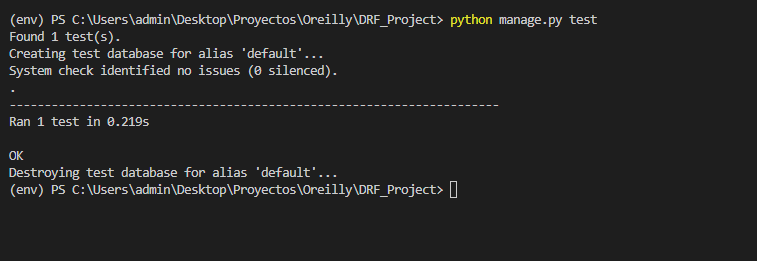 (env) PS C:\Users\admin\Desktop\Proyectos\Oreilly\DRF_Project> python manage.py test
Found 1 test(s).
Creating test database for alias 'default'...
System check identified no issues (0 silenced).
.
----------------------------------------------------------------------
Ran 1 test in 0.219s
OK
Destroying test database for alias 'default'...
(env) PS C:\Users\admin\Desktop\Proyectos\Oreilly\DRF_Project>